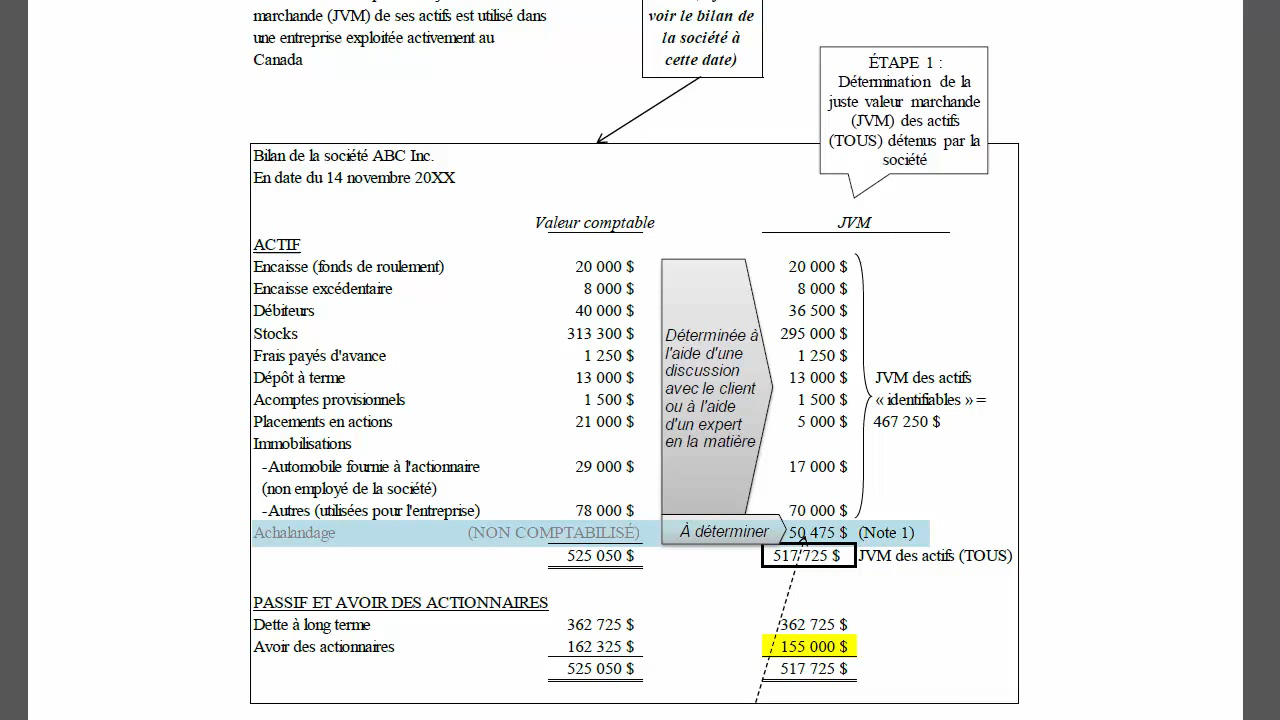 marchande (JVM) de ses actifs est utilisé dans
une entreprise exploitée activement au
Canada
voir le bilan de
la société à
cette date)
ÉTAPE 1 :
Détermination de la
juste valeur marchande
(JVM) des actifs
(TOUS) détenus par la
société
Bilan de la société ABC Inc.
En date du 14 novembre 20XX
Valeur comptable JVM
ACTIF
Encaisse (fonds de roulement) 20 000 $ 20 000 $
Encaisse excédentaire 8 000 $ 8 000 $
Débiteurs 40 000 $ 36 500 $
Stocks 313 300 $ 295 000 $
Frais payés d'avance 1 250 $ 1 250 $
Dépôt à terme 13 000 $ 13 000 $
Acomptes provisionnels 1 500 $ 1 500 $
Placements en actions 21 000 $ 5 000 $
Immobilisations
-Automobile fournie à l'actionnaire 29 000 $ 17 000 $
(non employé de la société)
-Autres (utilisées pour l'entreprise) 78 000 $ 70 000 $
Déterminée à
l'aide d'une
discussion
avec le client
ou à l'aide
d'un expert
en la matière
JVM des actifs
« identifiables » =
467 250 $
Achalandage (NON COMPTABILISÉ) À déterminer 50 475 $ (Note 1)
525 050 $ 517 725 $ JVM des actifs (TOUS)
PASSIF ET AVOIR DES ACTIONNAIRES
Dette à long terme 362 725 $ 362 725 $
Avoir des actionnaires 162 325 $ 155 000 $
525 050 $ 517 725 $